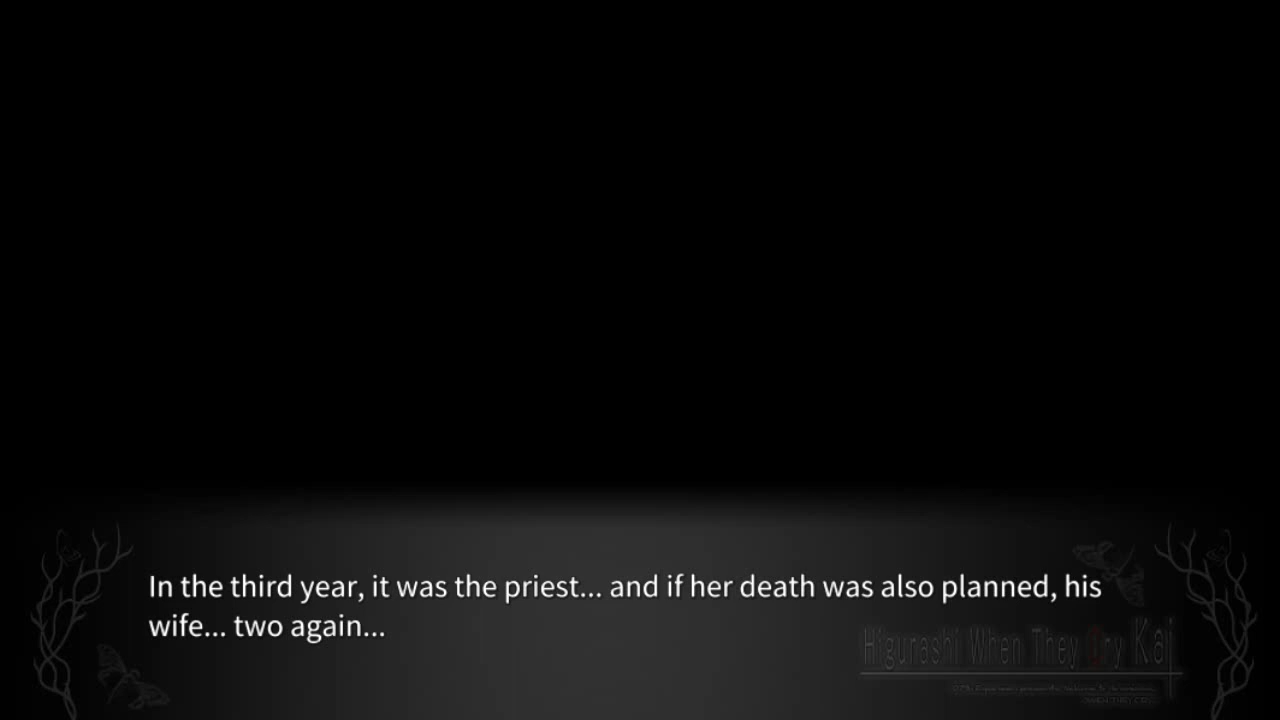 In the third year, it was the priest... and if her death was also planned, his
wife... two again...
Higurashi When They Cry Kai